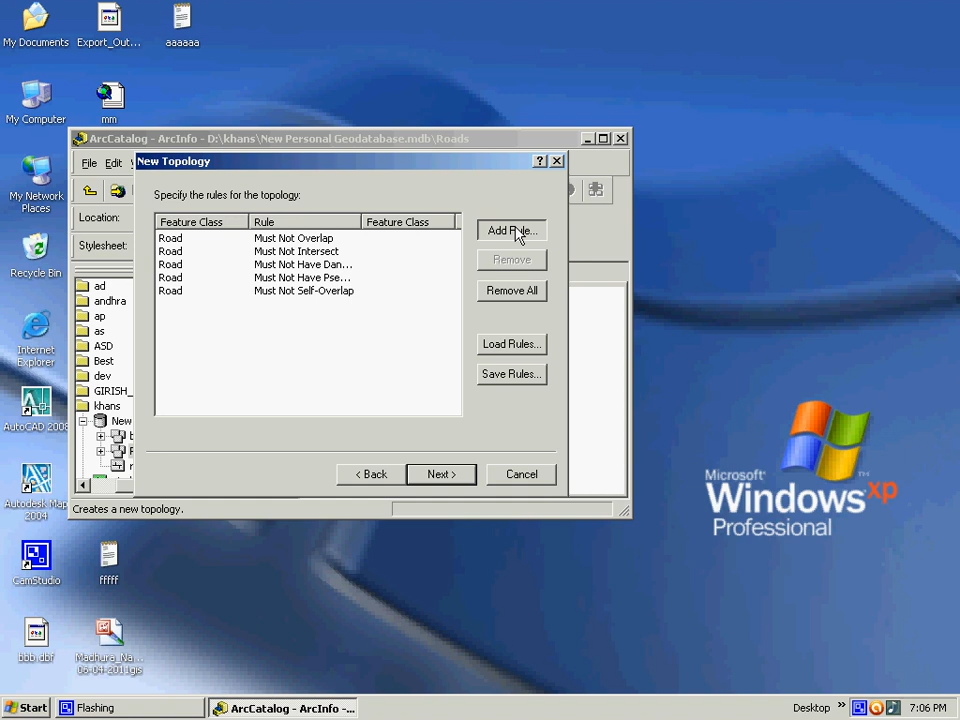 My Documents
Export_Out...
aaaaaa
My Computer
mm
My Network
Places
Recycle Bin
Internet
Explorer
AutoCAD 2008
Autodesk Map
2004
CamStudio
fffff
bbb.dbf
Madhura_Na...
06-04-2011gis
ArcCatalog - ArcInfo - D:\khans\New Personal Geodatabase.mdb\Roads
File Edit
Location:
Stylesheet:
ad
andhra
ap
as
ASD
Best
dev
GIRISH_
khans
New
Creates a new topology.
New Topology
Specify the rules for the topology:
Feature Class Rule Feature Class
Road Must Not Overlap
Road Must Not Intersect
Road Must Not Have Dan...
Road Must Not Have Pse...
Road Must Not Self-Overlap
Add Rule...
Remove
Remove All
Load Rules...
Save Rules...
< Back
Next >
Cancel
Microsoft
Windows xp
Professional
Start
Flashing
ArcCatalog - ArcInfo -...
Desktop
7:06 PM